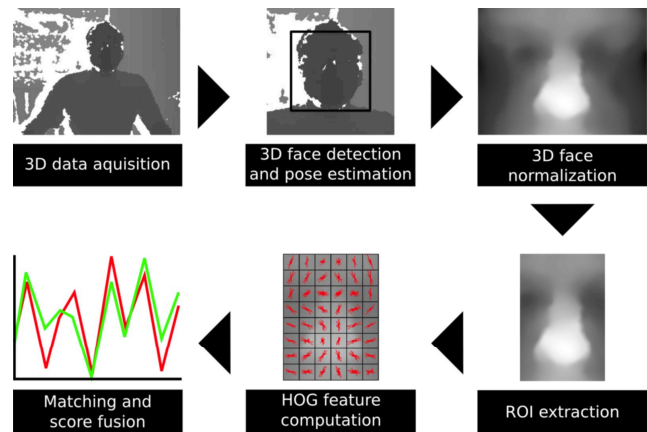 3D data aquisition
3D face detection
and pose estimation
3D face
normalization
Matching and
score fusion
HOG feature
computation
ROI extraction